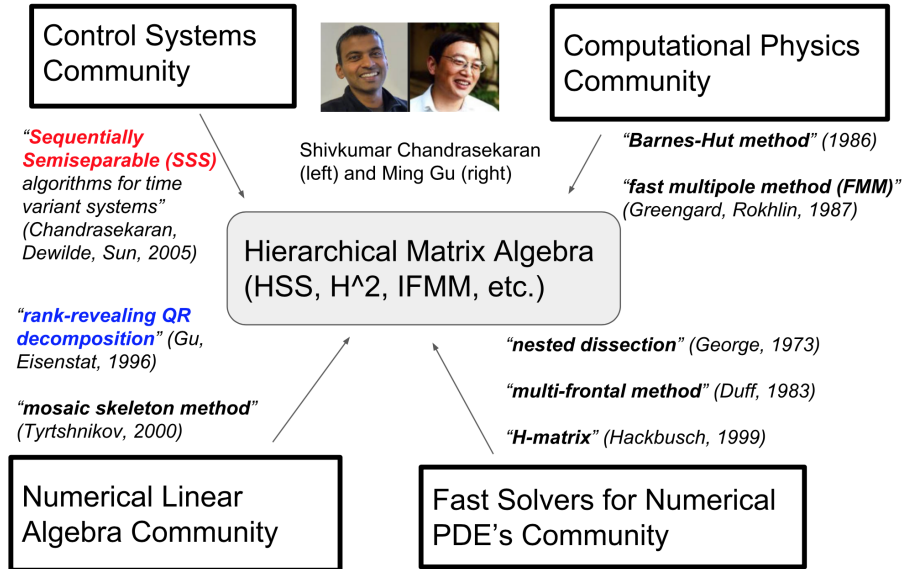 Control Systems
Community
Computational Physics
Community
“Sequentially
Semiseparable (SSS)
algorithms for time
variant systems”
(Chandrasekaran,
Dewilde, Sun, 2005)
Shivkumar Chandrasekaran
(left) and Ming Gu (right)
“Barnes-Hut method” (1986)
“fast multipole method (FMM)”
(Greengard, Rokhlin, 1987)
Hierarchical Matrix Algebra
(HSS, H^2, IFMM, etc.)
“rank-revealing QR
decomposition” (Gu,
Eisenstat, 1996)
“mosaic skeleton method”
(Tyrtshnikov, 2000)
“nested dissection” (George, 1973)
“multi-frontal method” (Duff, 1983)
“H-matrix” (Hackbusch, 1999)
Numerical Linear
Algebra Community
Fast Solvers for Numerical
PDE’s Community